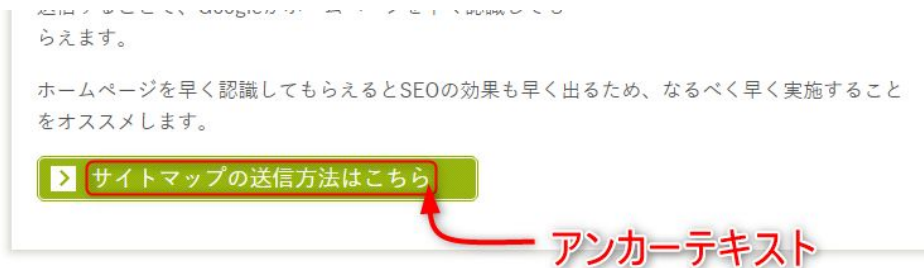 らえます。
ホームページを早く認識してもらえるとSEOの効果も早く出るため、なるべく早く実施すること
をオススメします。
サイトマップの送信方法はこちら
アンカーテキスト